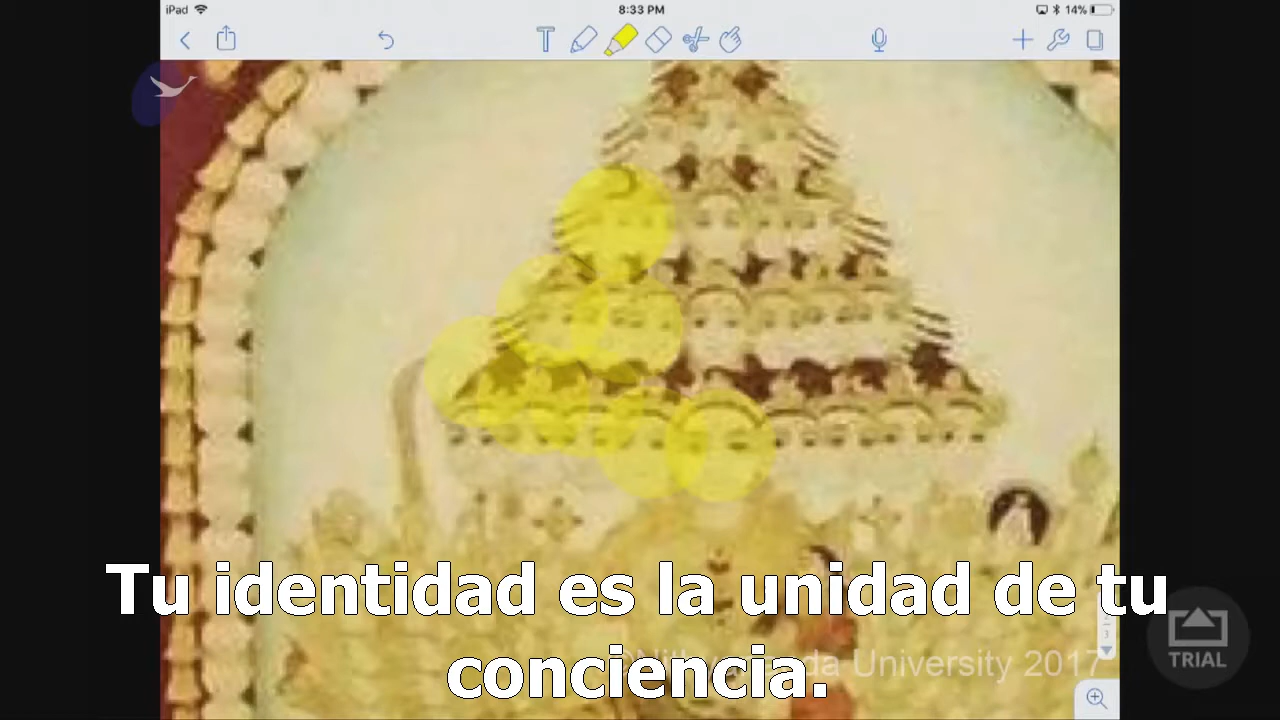 iPad 8:33 PM 14%
T
Tu identidad es la unidad de tu
University 2017
conciencia.
TRIAL